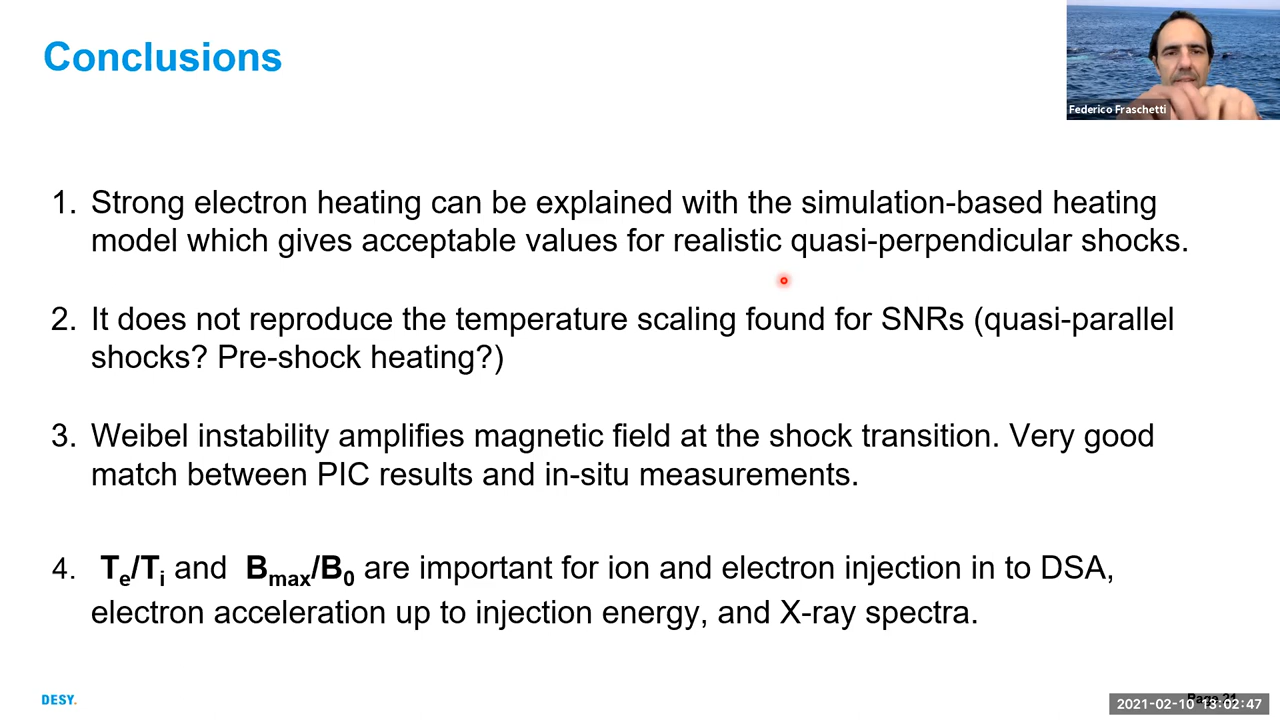 Conclusions
Federico Fraschetti
1. Strong electron heating can be explained with the simulation-based heating
model which gives acceptable values for realistic quasi-perpendicular shocks.
2. It does not reproduce the temperature scaling found for SNRs (quasi-parallel
shocks? Pre-shock heating?)
3. Weibel instability amplifies magnetic field at the shock transition. Very good
match between PIC results and in-situ measurements.
4. Te/Ti and Bmax/B0 are important for ion and electron injection in to DSA,
electron acceleration up to injection energy, and X-ray spectra.
DESY.
2021-02-10 13:02:47